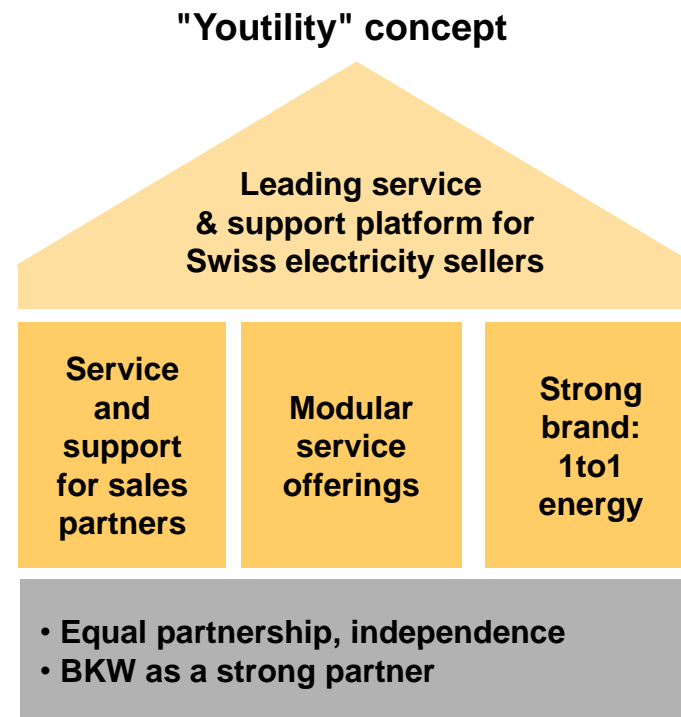 "Youtility" concept
Leading service
& support platform for
Swiss electricity sellers
Service
and
support
for sales
partners
Modular
service
offerings
Strong
brand:
1to1
energy
• Equal partnership, independence
• BKW as a strong partner